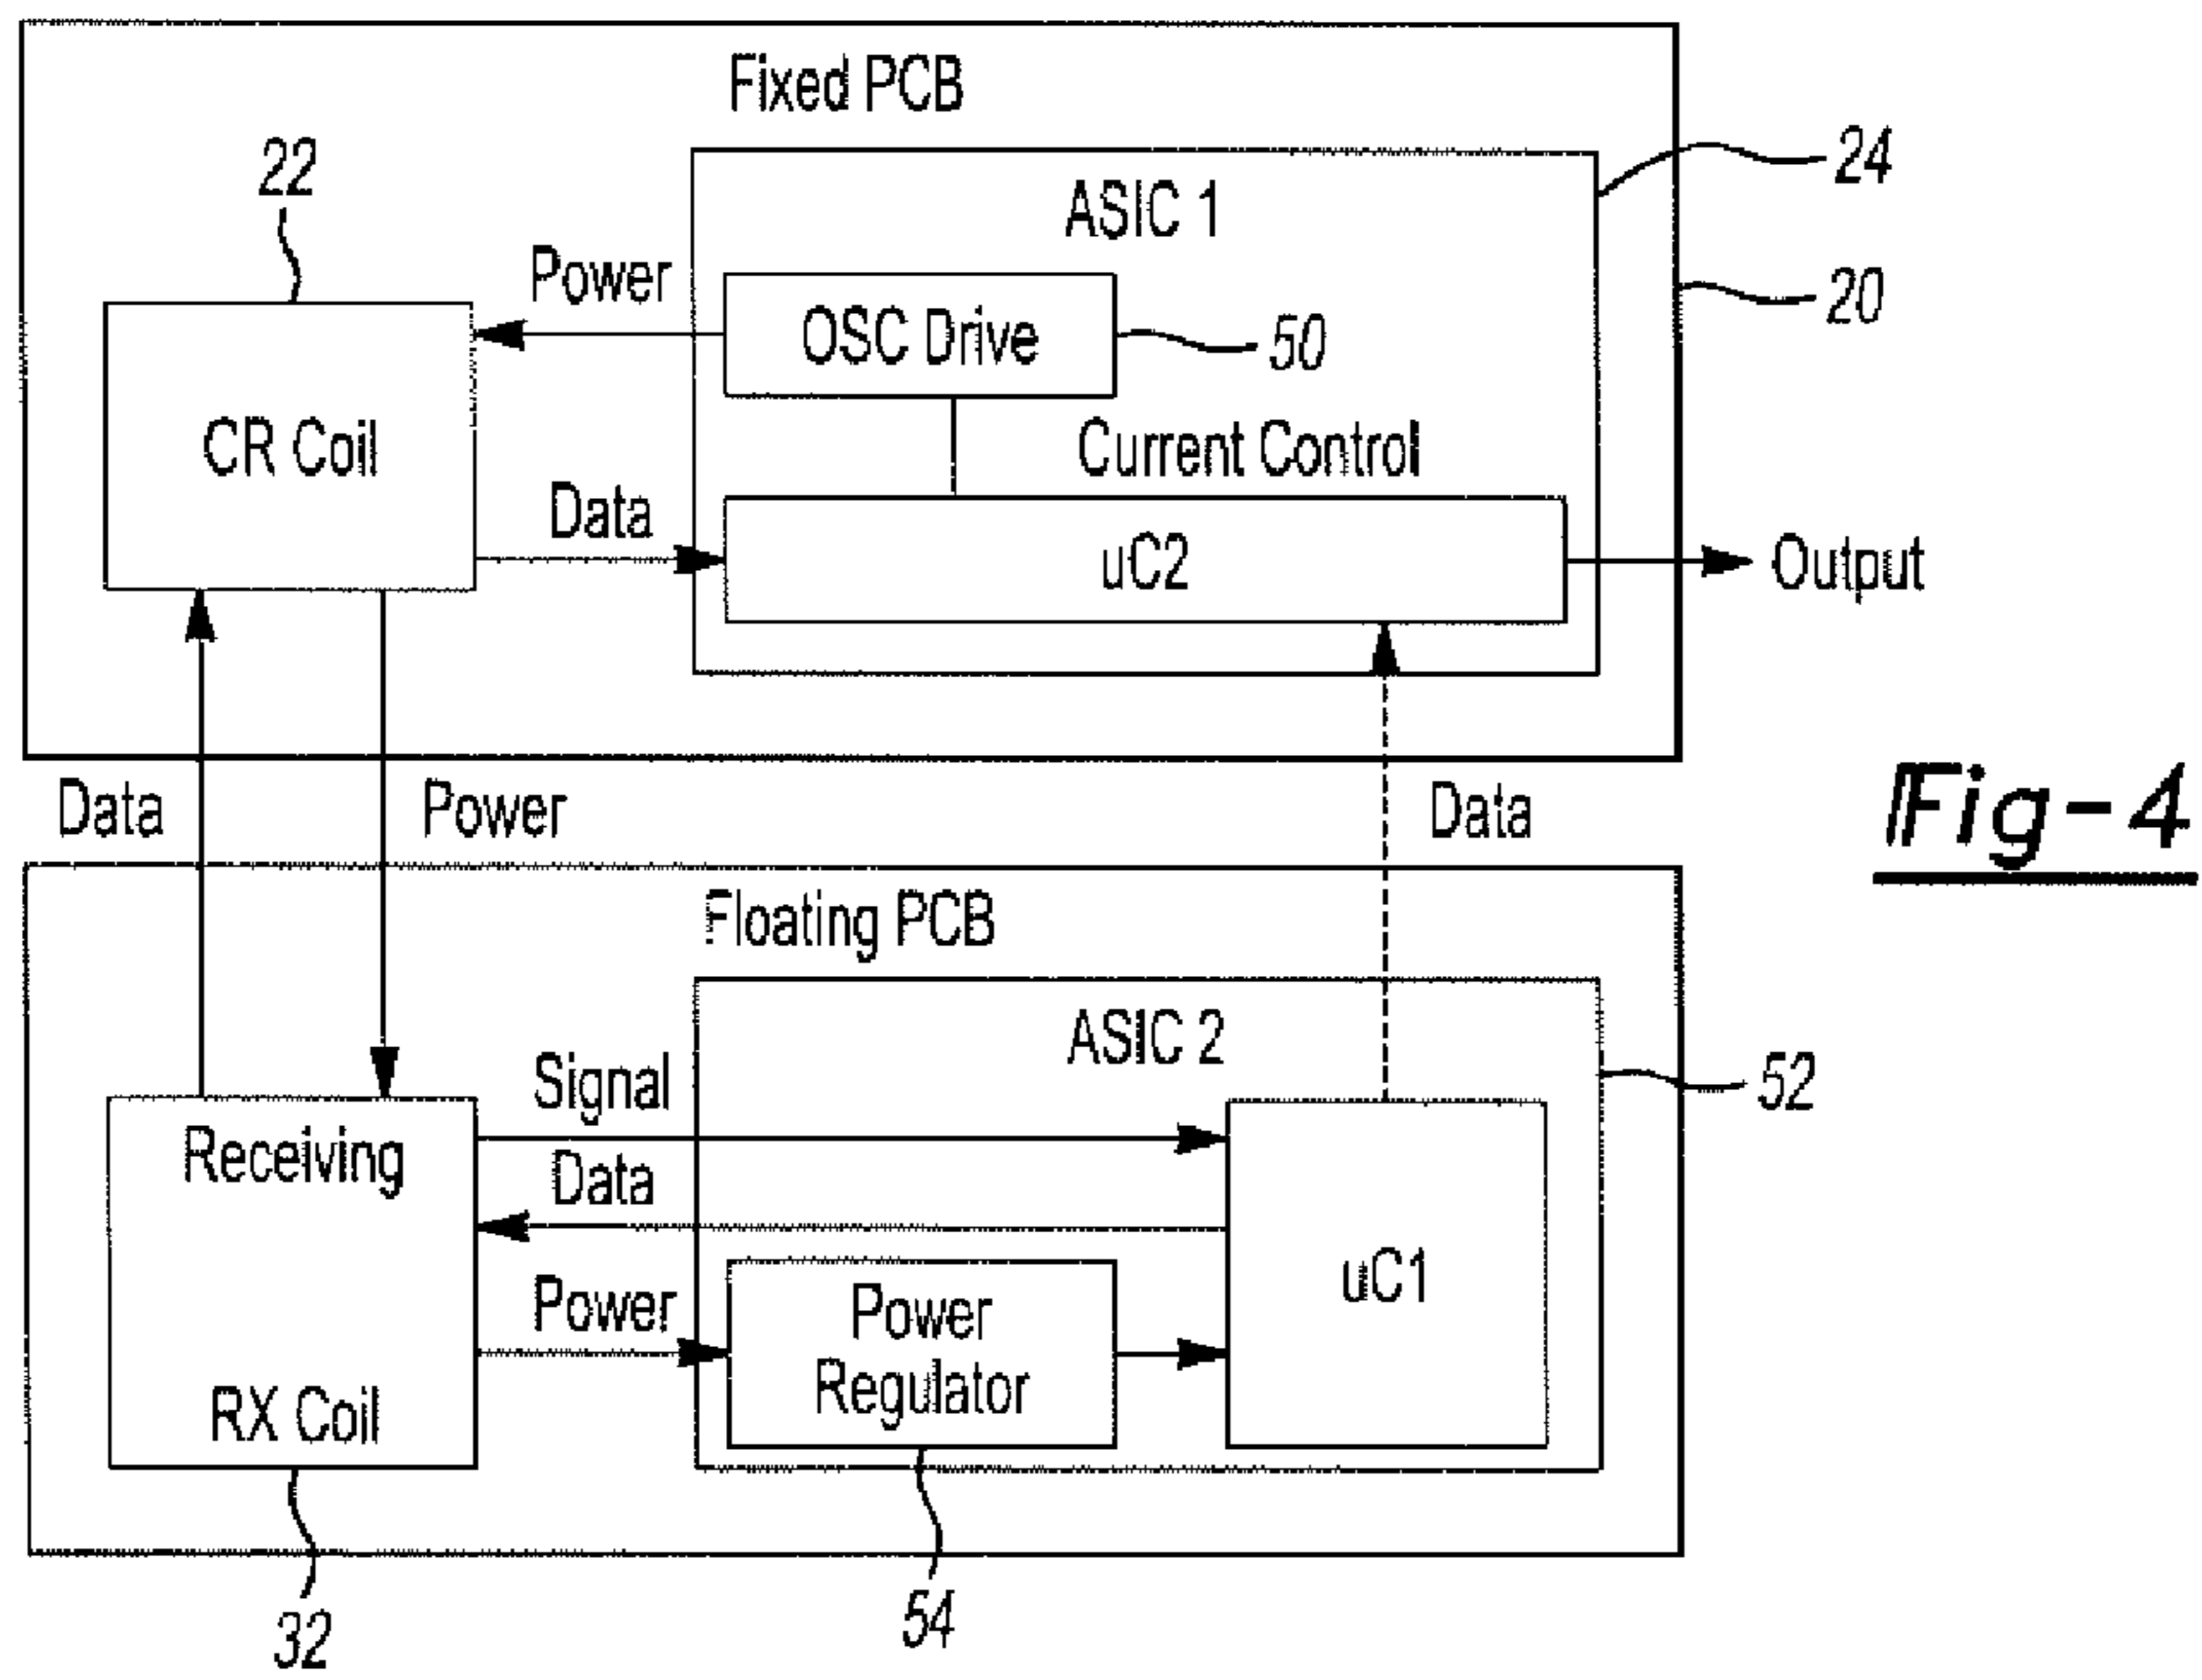 Fixed PCB
22
ASIC 1
24
Power
20
OSC Drive
50
CR Coil
Current Control
Data
uC2
Output
Data
Power
Data
Fig-4
Floating PCB
ASIC 2
52
Signal
Receiving
Data
uC1
Power
Power
Regulator
RX Coil
32
54